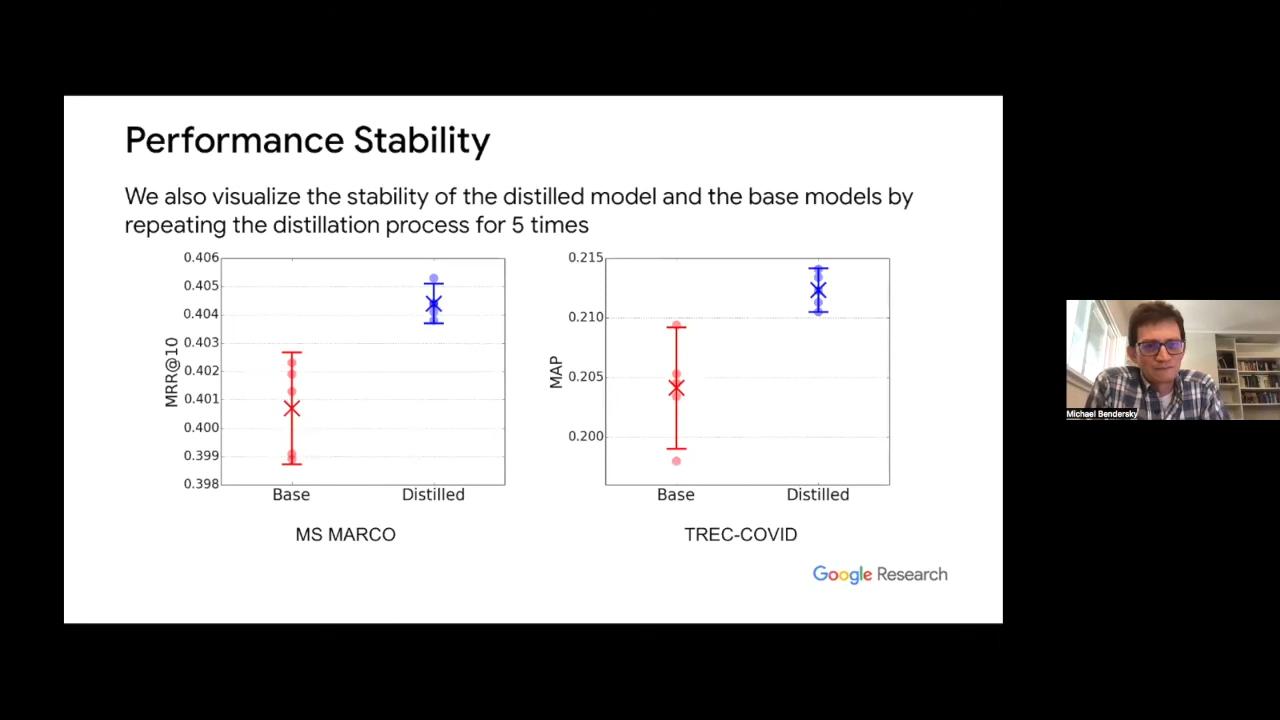 Performance Stability
We also visualize the stability of the distilled model and the base models by
repeating the distillation process for 5 times
0.406
0.405
0.404
0.403
0.402
0.401
0.400
0.399
0.398
MRR@10
Base
Distilled
MS MARCO
0.215
0.210
0.205
0.200
MAP
Base
Distilled
TREC-COVID
Google Research
Michael Bendersky